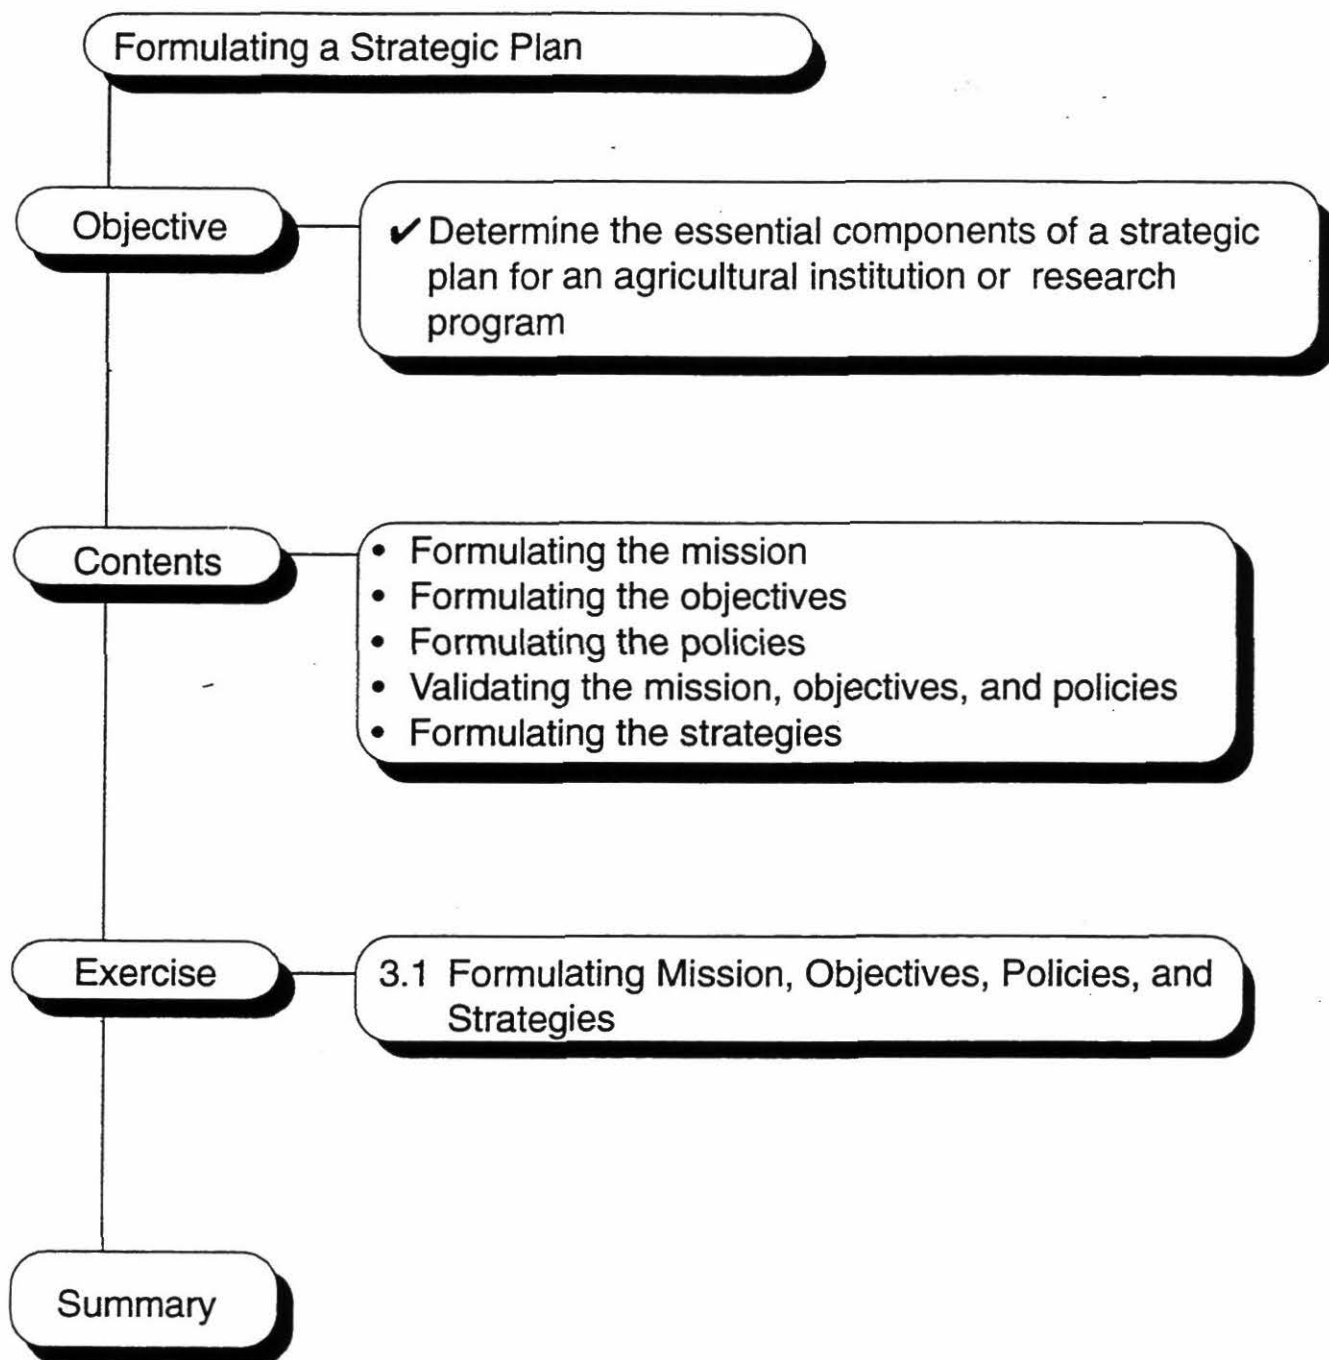 Formulating a Strategic Plan
Objective
✔ Determine the essential components of a strategic
plan for an agricultural institution or research
program
Contents
• Formulating the mission
• Formulating the objectives
• Formulating the policies
• Validating the mission, objectives, and policies
• Formulating the strategies
Exercise
3.1 Formulating Mission, Objectives, Policies, and
Strategies
Summary